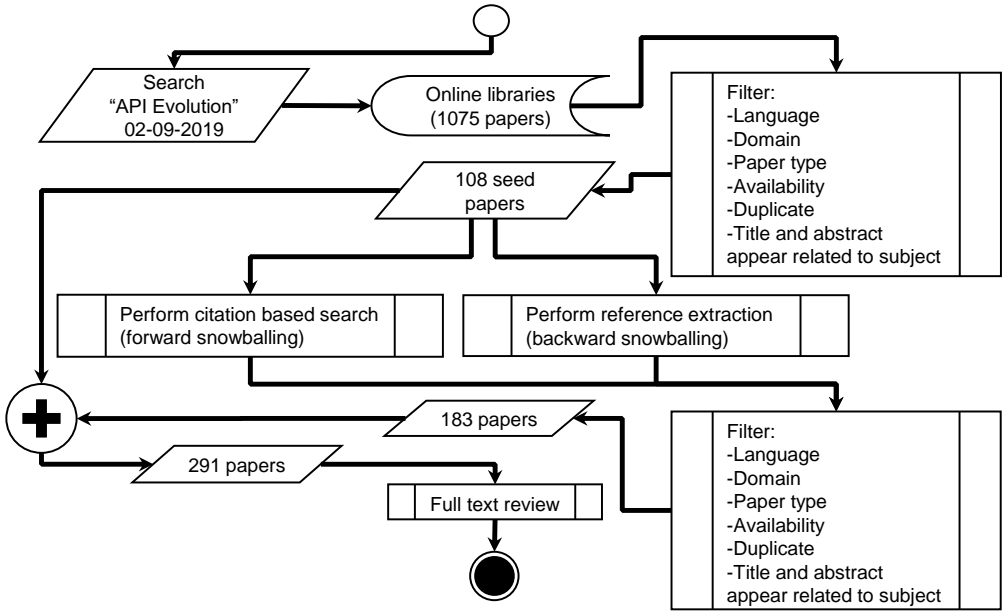 Search
“API Evolution”
02-09-2019
Online libraries
(1075 papers)
Filter:
-Language
-Domain
-Paper type
-Availability
-Duplicate
-Title and abstract
appear related to subject
108 seed
papers
Perform citation based search
(forward snowballing)
Perform reference extraction
(backward snowballing)
Filter:
-Language
-Domain
-Paper type
-Availability
-Duplicate
-Title and abstract
appear related to subject
183 papers
291 papers
Full text review